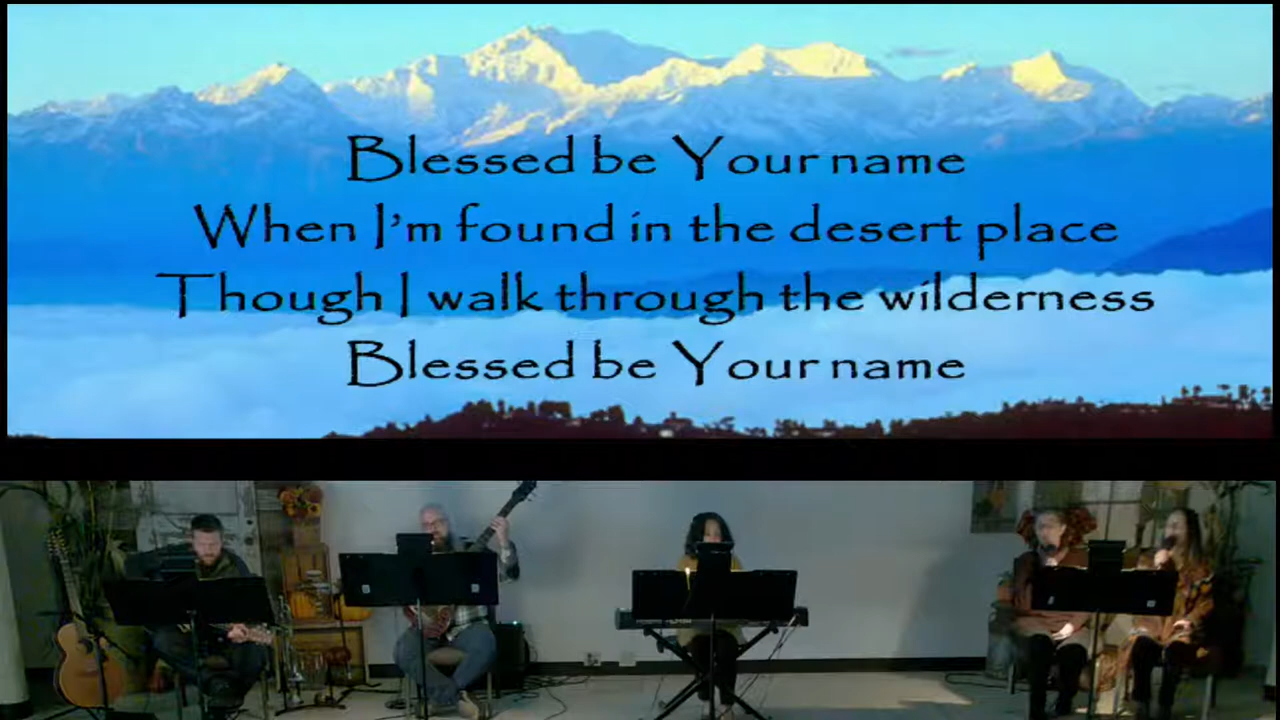 Blessed be Your name
When I'm found in the desert place
Though I walk through the wilderness
Blessed be Your name